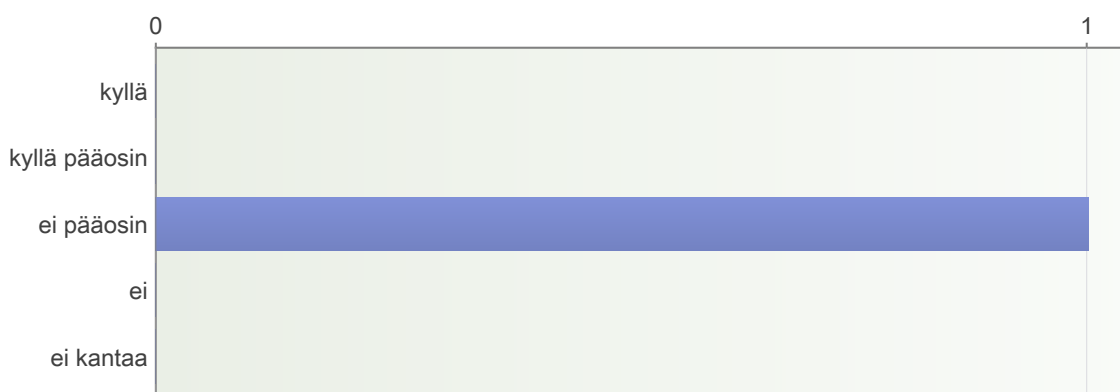 0 1
kyllä
kyllä pääosin
ei pääosin
ei
ei kantaa